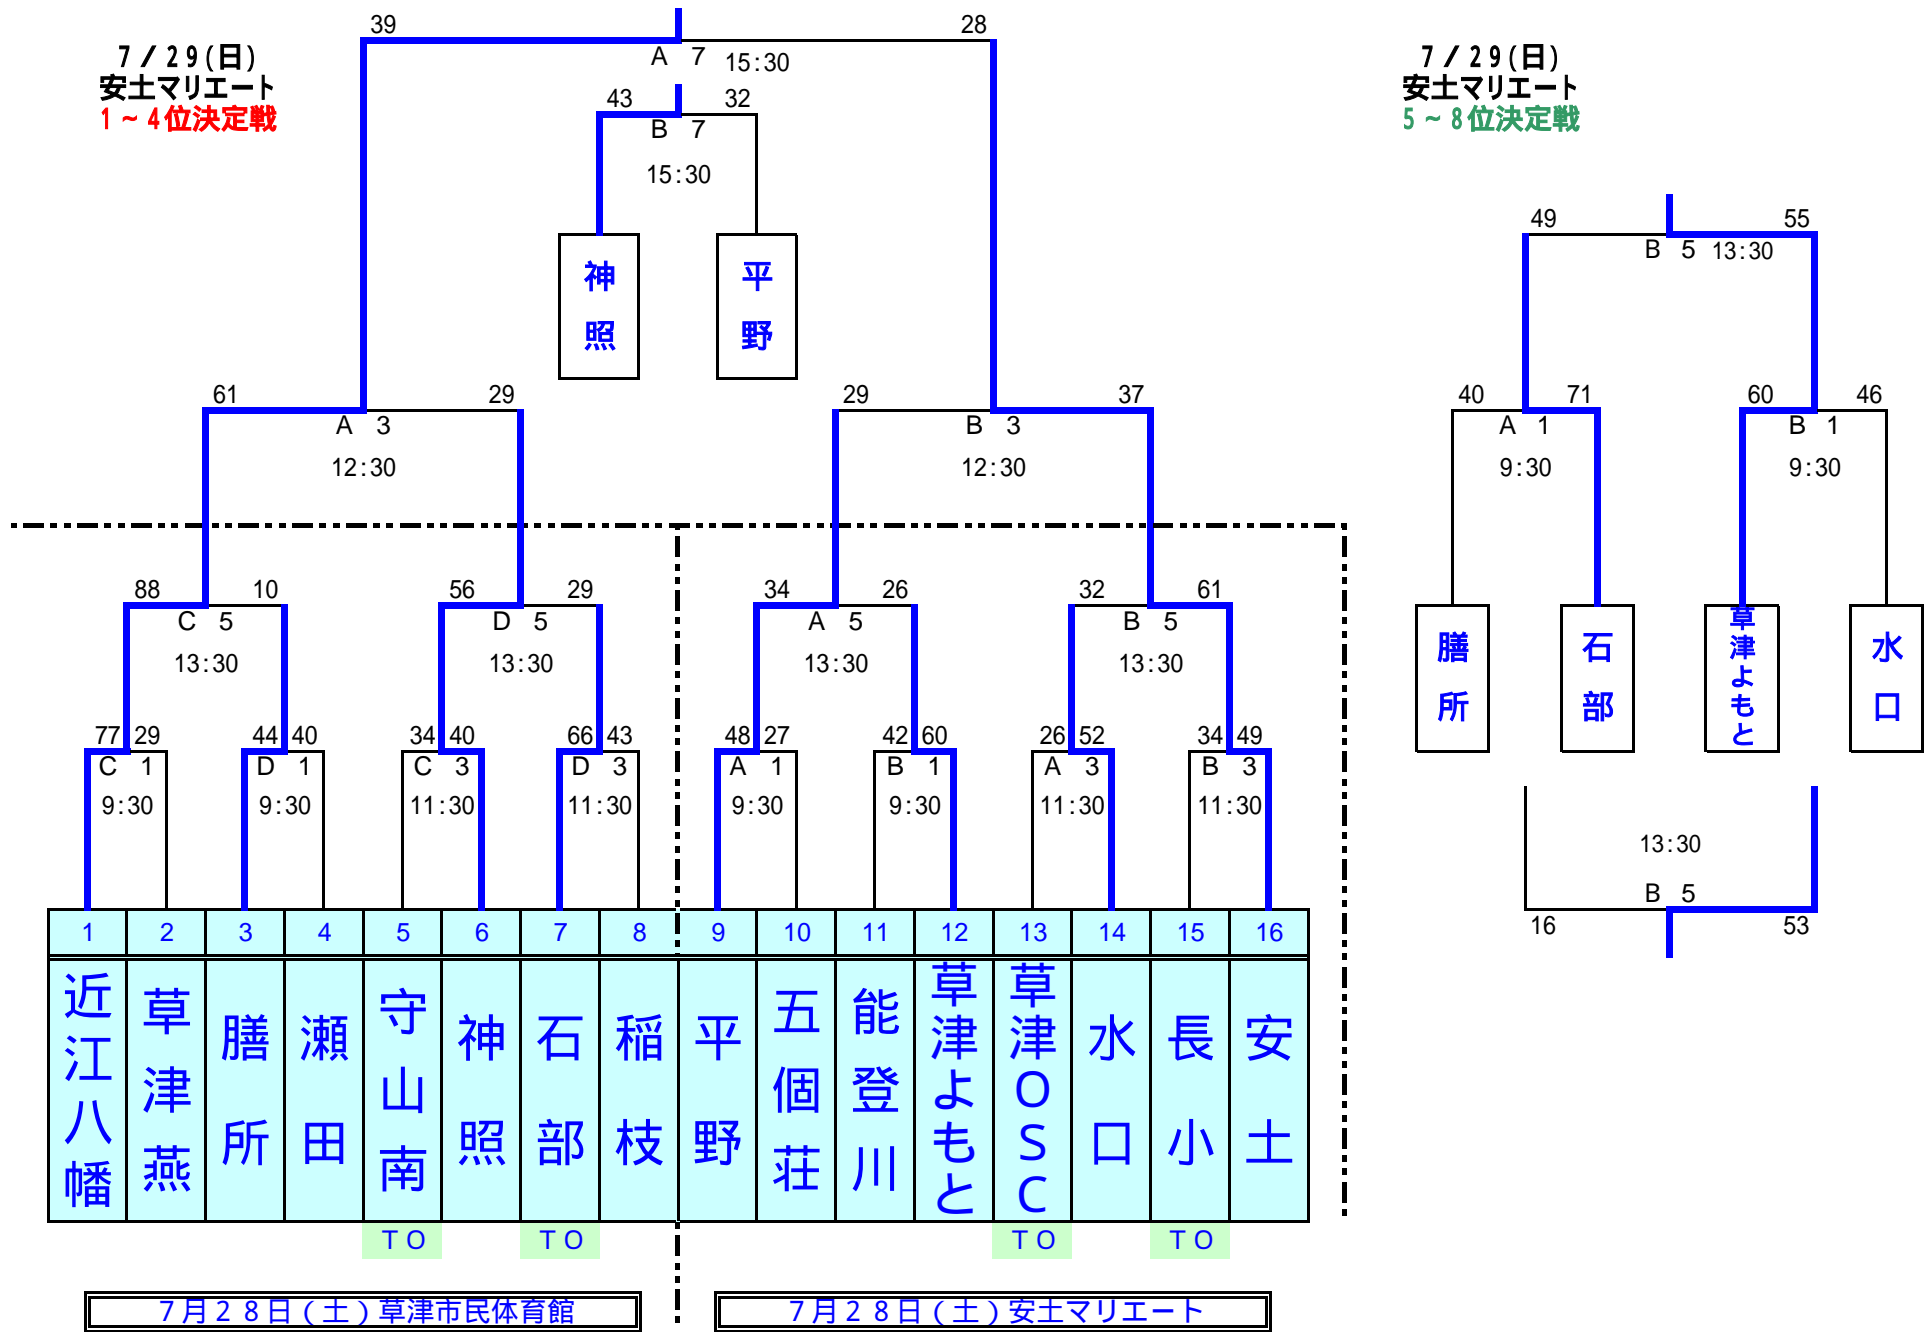 39 28
7／29(日)
安土マリエート
1～4位決定戦
A 7 15:30
43 32
B 7
15:30
神照 平野
7／29(日)
安土マリエート
5～8位決定戦
49 55
B 5 13:30
61 29 29 37
A 3 B 3
12:30 12:30
40 71 60 46
A 1 B 1
9:30 9:30
膳所 石部 草津よもと 水口
88 10 56 29 34 26 32 61
C 5 D 5 A 5 B 5
13:30 13:30 13:30 13:30
77 29 44 40 34 40 66 43 48 27 42 60 26 52 34 49
C 1 D 1 C 3 D 3 A 1 B 1 A 3 B 3
9:30 9:30 11:30 11:30 9:30 9:30 11:30 11:30
13:30
B 5
16 53
1 2 3 4 5 6 7 8 9 10 11 12 13 14 15 16
近江八幡
草津燕
膳所
瀬田
守山南
神照
石部
稲枝
平野
五個荘
能登川
草津よもと
草津OSC
水口
長小
安土
TO TO TO TO
7月28日(土)草津市民体育館
7月28日(土)安土マリエート